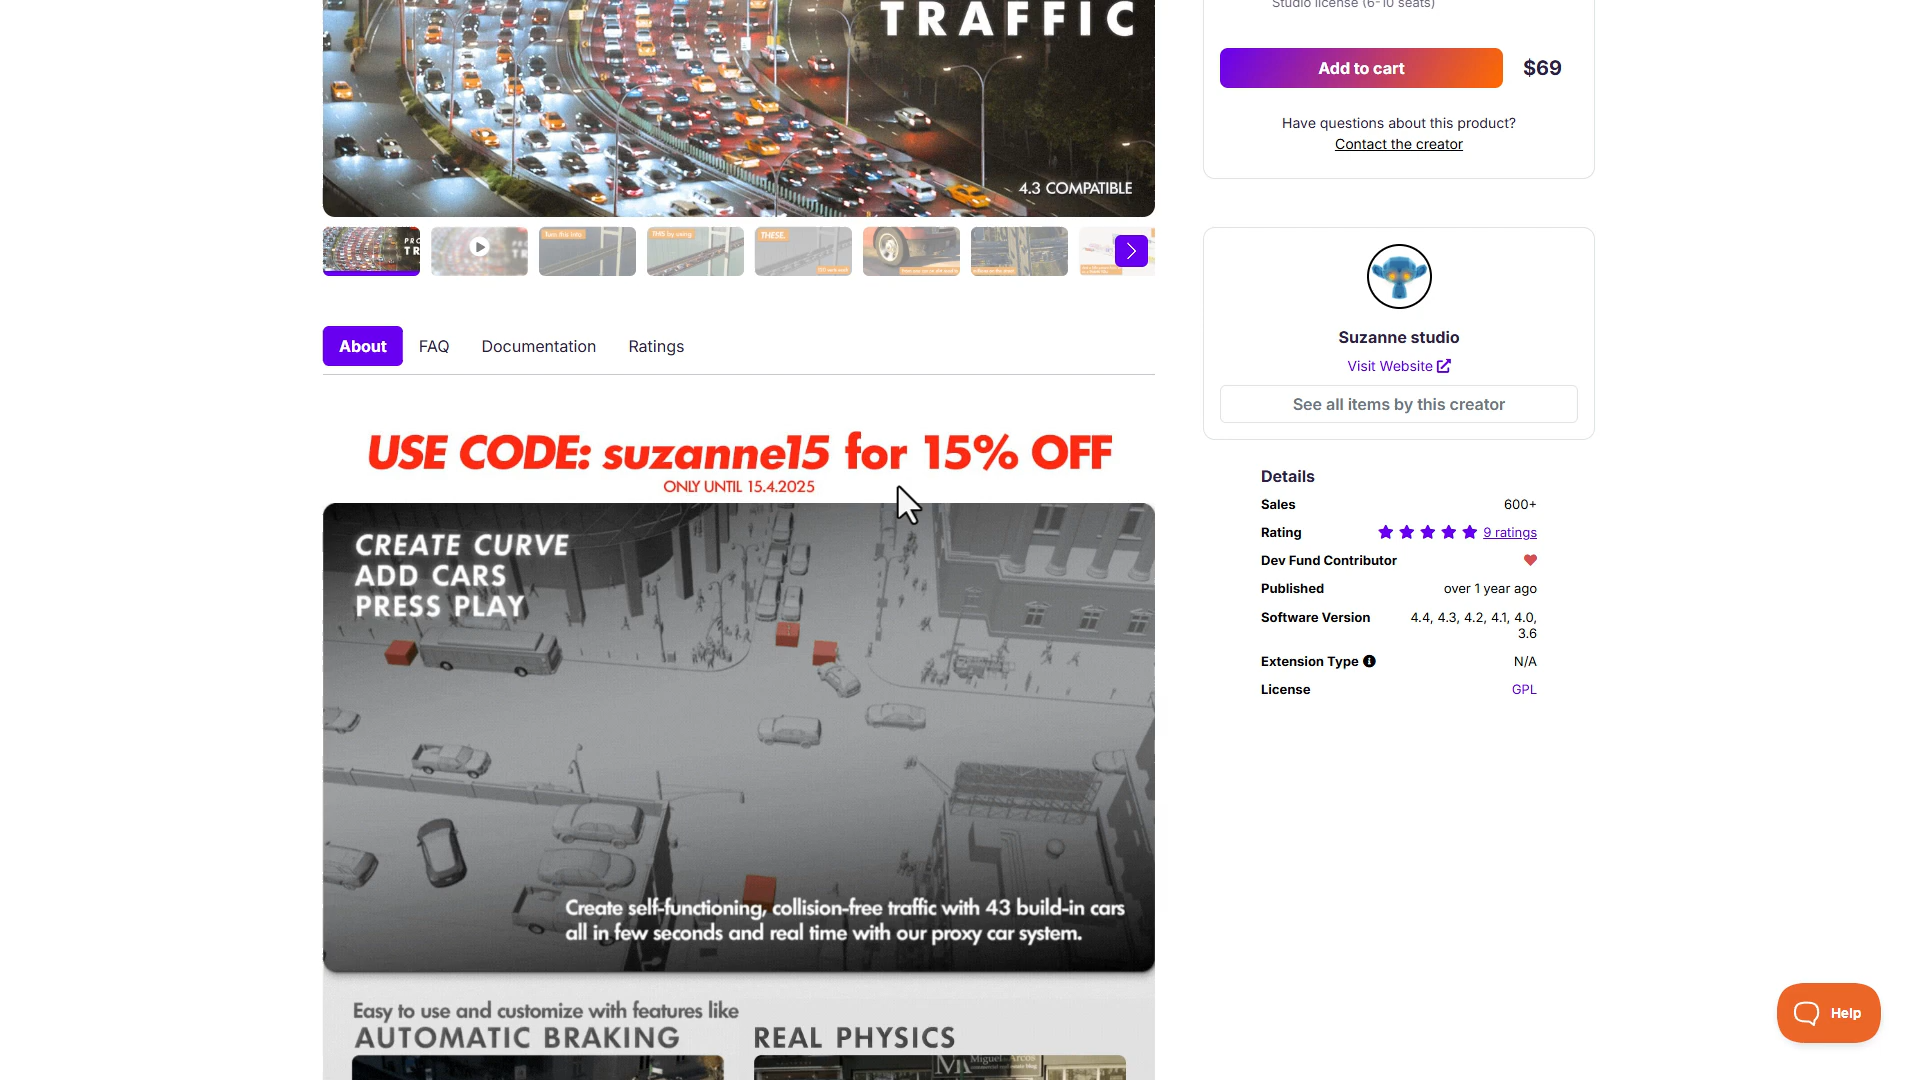 TRAFFIC
4.3 COMPATIBLE
Studio license (6-10 seats)
Add to cart
$69
Have questions about this product?
Contact the creator
THESE.
About
FAQ
Documentation
Ratings
USE CODE: suzanne15 for 15% OFF
ONLY UNTIL 15.4.2025
CREATE CURVE
ADD CARS
PRESS PLAY
Create self-functioning, collision-free traffic with 43 build-in cars
all in few seconds and real time with our proxy car system.
Easy to use and customize with features like
AUTOMATIC BRAKING
REAL PHYSICS
Suzanne studio
Visit Website
See all items by this creator
Details
Sales
600+
Rating
9 ratings
Dev Fund Contributor
Published
over 1 year ago
Software Version
4.4, 4.3, 4.2, 4.1, 4.0,
3.6
Extension Type
N/A
License
GPL
Help